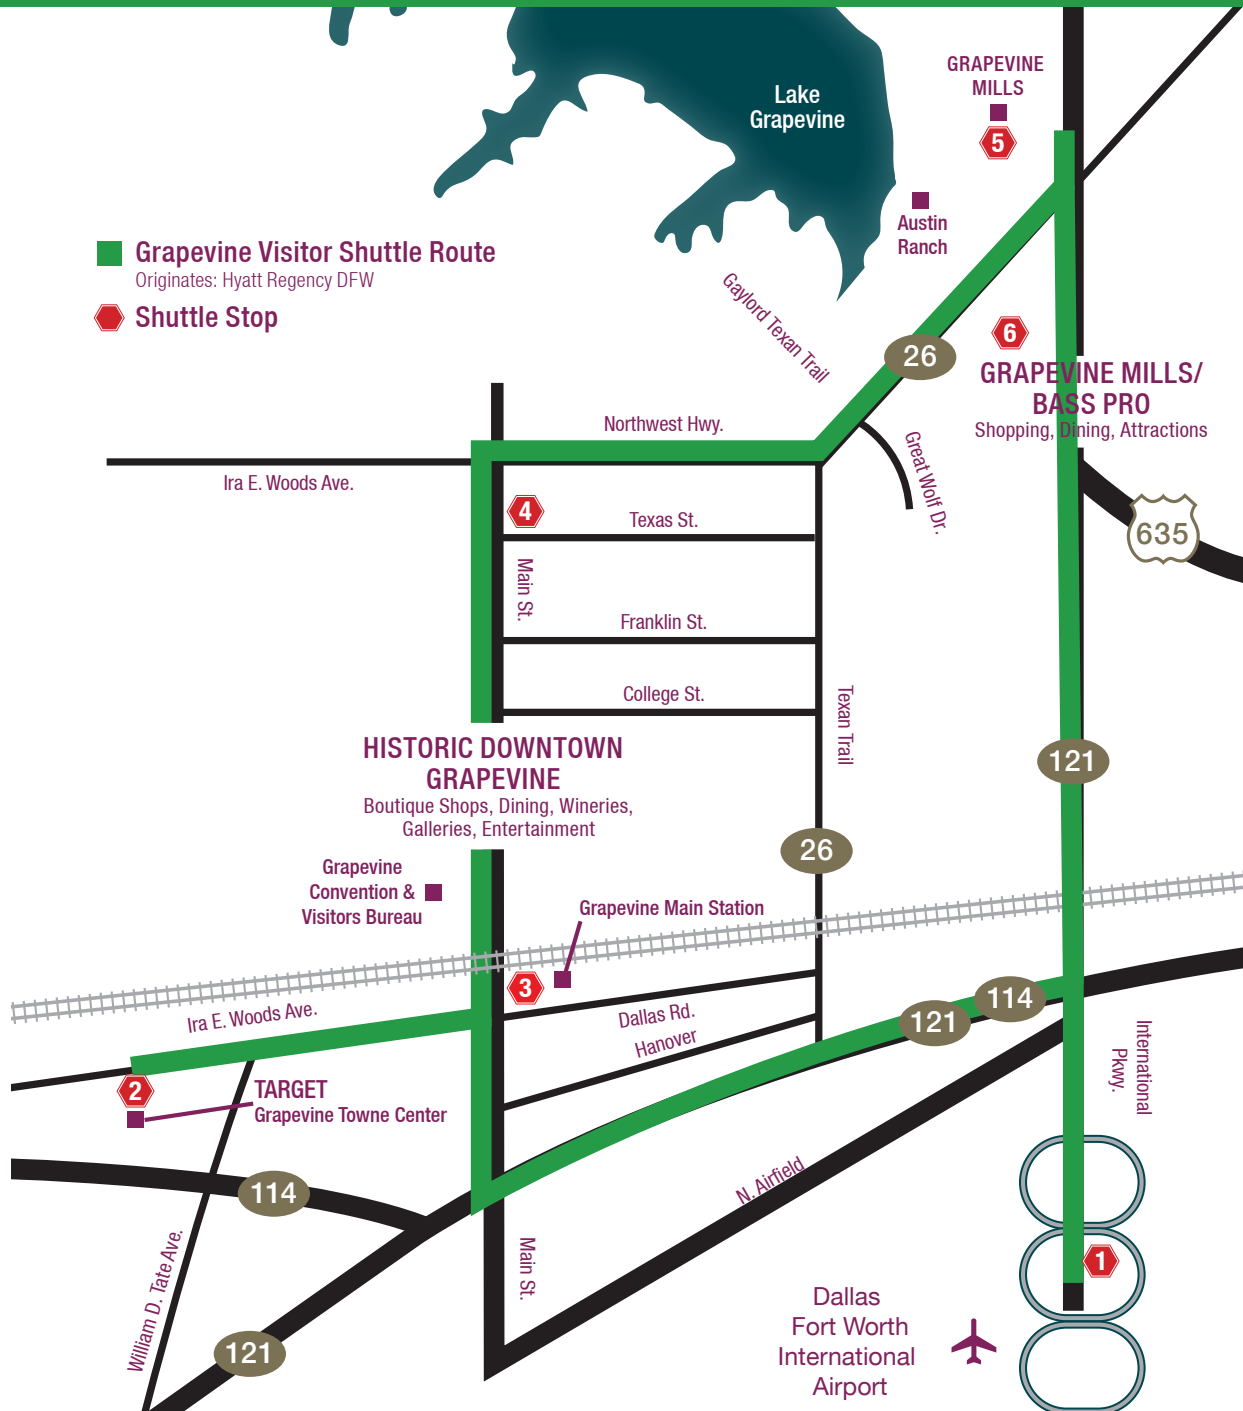 GRAPEVINE
MILLS
5
Lake
Grapevine
Austin
Ranch
Grapevine Visitor Shuttle Route
Originates: Hyatt Regency DFW
Shuttle Stop
Gaylord Texan Trail
26
6
GRAPEVINE MILLS/
BASS PRO
Shopping, Dining, Attractions
Northwest Hwy.
Great Wolf Dr.
Ira E. Woods Ave.
4
Texas St.
635
Main St.
Franklin St.
College St.
Texan Trail
HISTORIC DOWNTOWN
GRAPEVINE
Boutique Shops, Dining, Wineries,
Galleries, Entertainment
121
26
Grapevine
Convention &
Visitors Bureau
Grapevine Main Station
3
Ira E. Woods Ave.
Dallas Rd.
Hanover
121
114
International
Pkwy.
2
TARGET
Grapevine Towne Center
114
N. Airfield
William D. Tate Ave.
Main St.
1
121
Dallas
Fort Worth
International
Airport